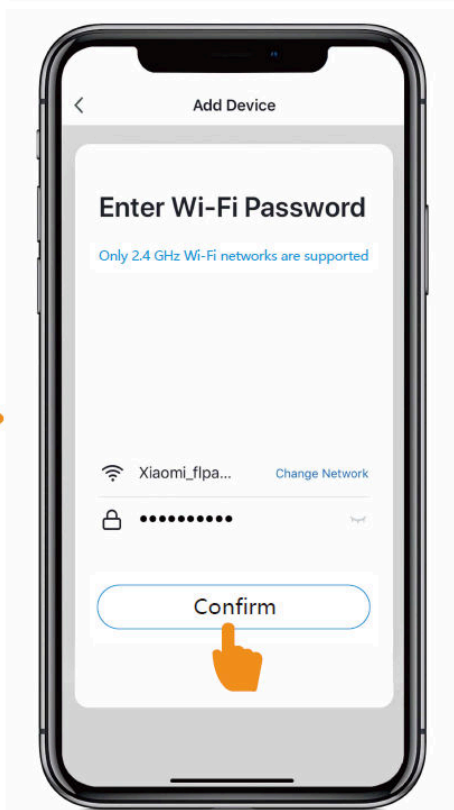 Add Device
Enter Wi-Fi Password
Only 2.4 GHz Wi-Fi networks are supported
Xiaomi_flpa... Change Network
••••••••••
Confirm